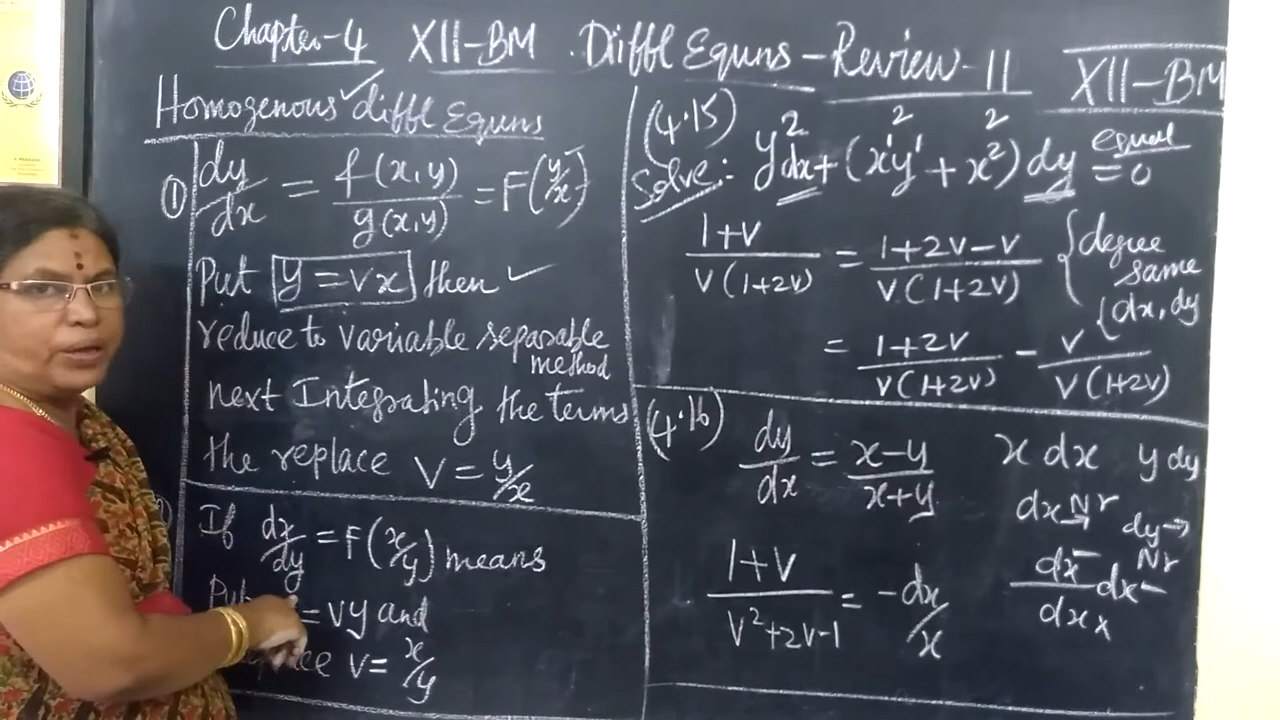 Chapter-4 XII-BM . Diffl Equns - Review - II XII-BM
Homogenous ✓ diffl Equns
① dy/dx = f(x,y)/g(x,y) = F(y/x)
Put y = vx then ✓
reduce to variable separable
method
next Integrating the terms
the replace V = y/x
If dx/dy = F(x/y) means
Put = vy and
v = x/y
(4.15) 2 2
Solve: y² dx + (x'y' + x²) dy = 0 equal
1+v / v(1+2v) = 1+2v-v / v(1+2v) { degree
same
{ dx, dy
= 1+2v / v(1+2v) - v / v(1+2v)
(4.16) dy/dx = x-y / x+y x dx y dy
dx Nr dy→
Nr
1+v / v²+2v-1 = -dx/x
dx- / dxx dx-